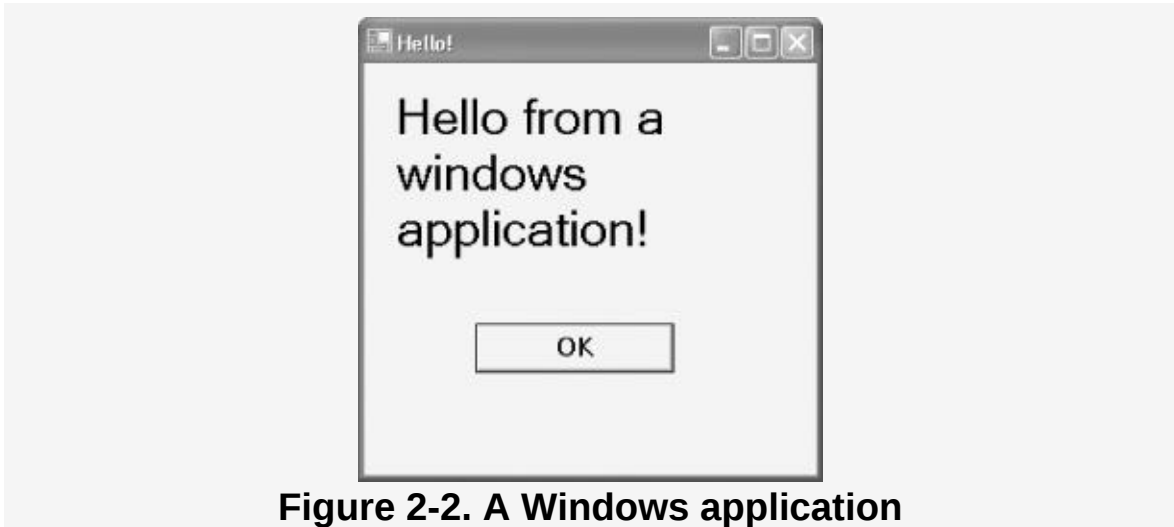 Hello!
Hello from a
windows
application!
OK
Figure 2-2. A Windows application